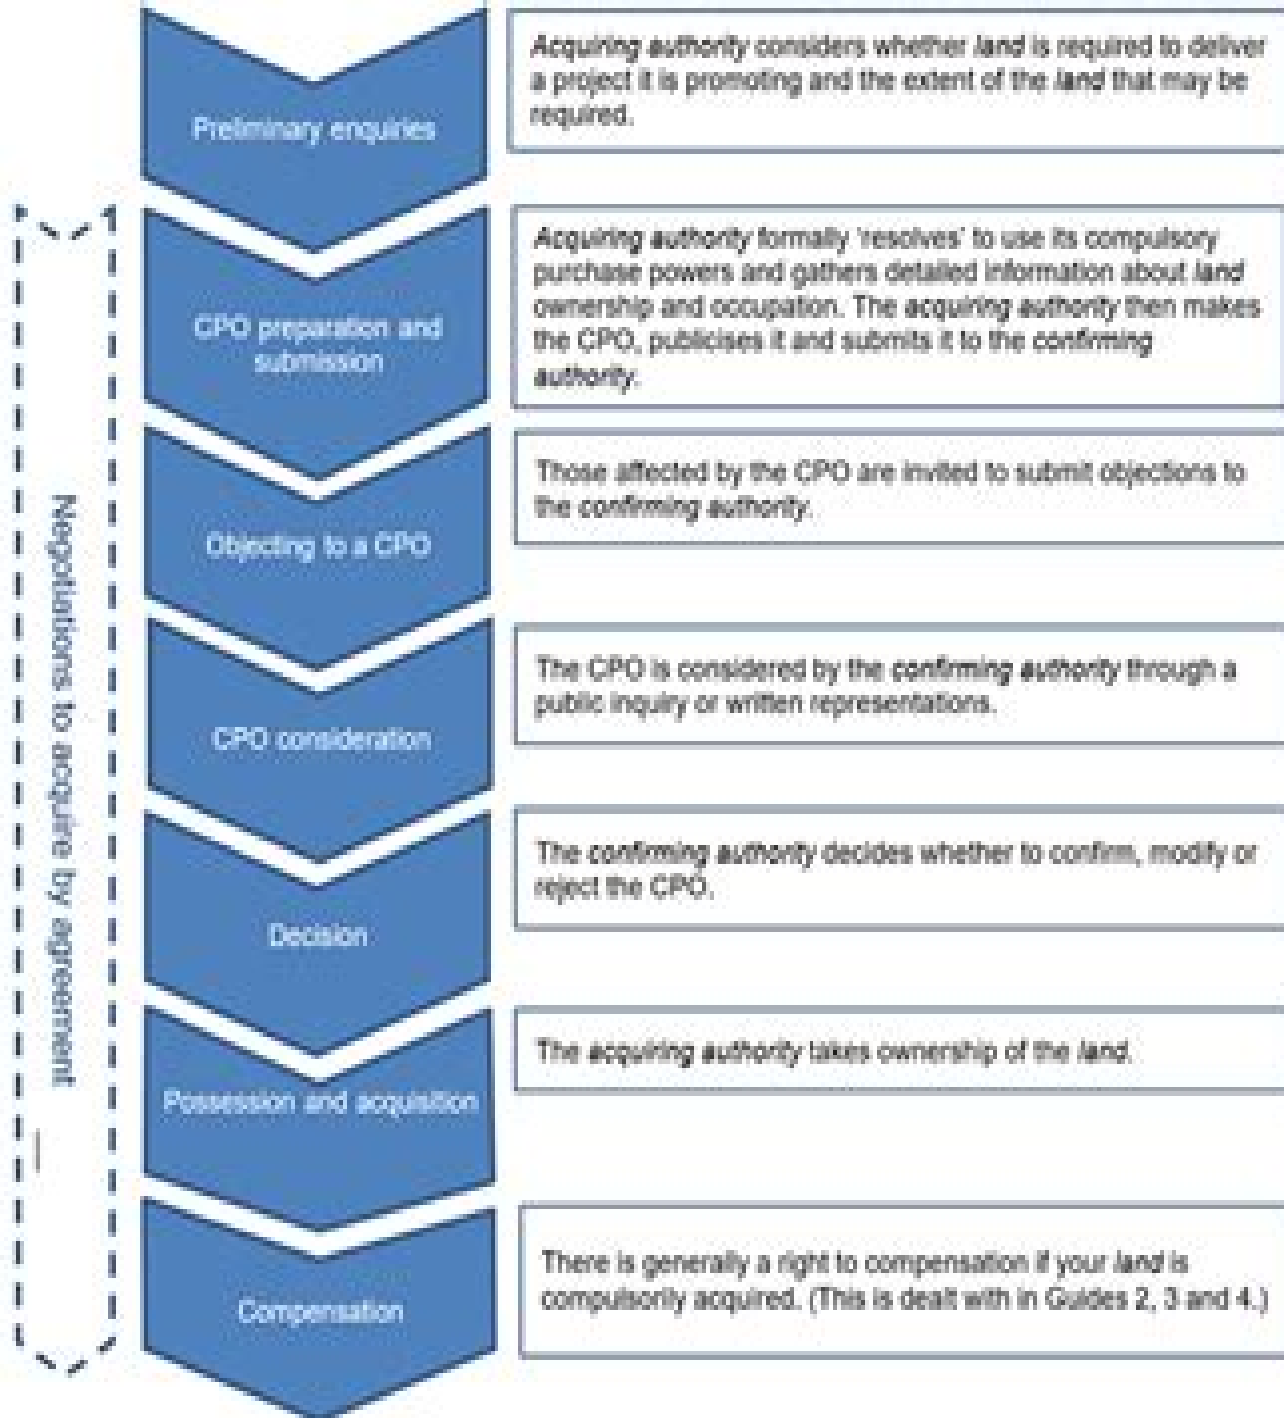 Preliminary enquiries
Acquiring authority considers whether land is required to deliver
a project it is promoting and the extent of the land that may be
required.
CPO preparation and
submission
Acquiring authority formally 'resolves' to use its compulsory
purchase powers and gathers detailed information about land
ownership and occupation. The acquiring authority then makes
the CPO, publicises it and submits it to the confirming
authority.
Objecting to a CPO
Those affected by the CPO are invited to submit objections to
the confirming authority.
CPO consideration
The CPO is considered by the confirming authority through a
public inquiry or written representations.
Decision
The confirming authority decides whether to confirm, modify or
reject the CPO.
Possession and acquisition
The acquiring authority takes ownership of the land.
Compensation
There is generally a right to compensation if your land is
compulsorily acquired. (This is dealt with in Guides 2, 3 and 4.)
Negotiations to acquire by agreement